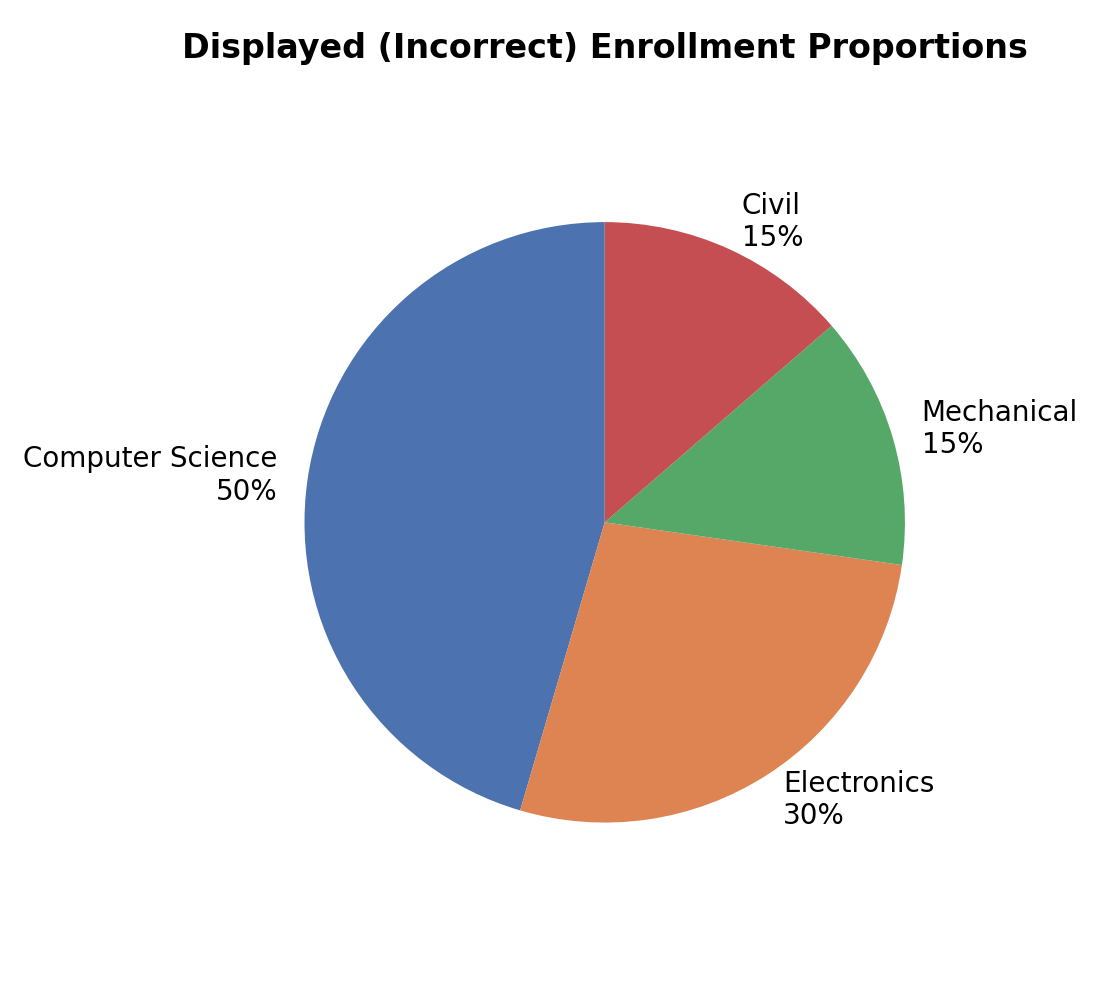 Displayed (Incorrect) Enrollment Proportions
Civil
15%
Mechanical
15%
Computer Science
50%
Electronics
30%